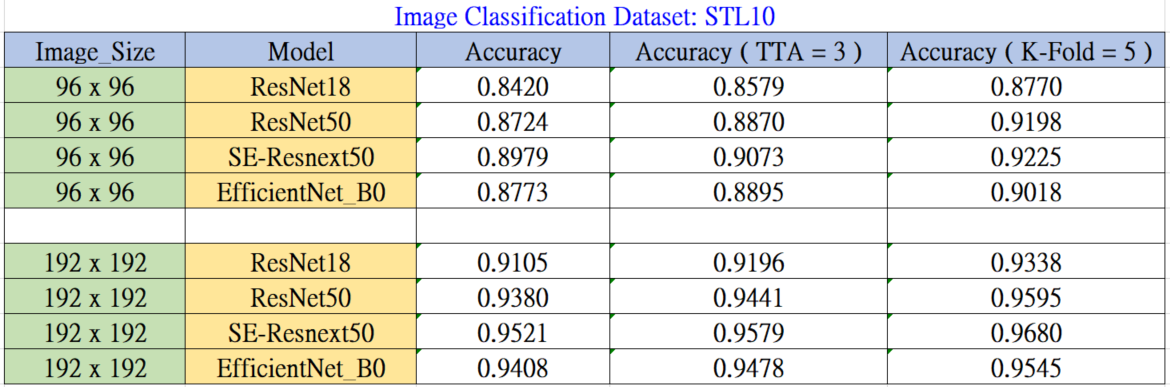 Image Classification Dataset: STL10
Image_Size Model Accuracy Accuracy ( TTA = 3 ) Accuracy ( K-Fold = 5 )
96 x 96 ResNet18 0.8420 0.8579 0.8770
96 x 96 ResNet50 0.8724 0.8870 0.9198
96 x 96 SE-Resnext50 0.8979 0.9073 0.9225
96 x 96 EfficientNet_B0 0.8773 0.8895 0.9018
192 x 192 ResNet18 0.9105 0.9196 0.9338
192 x 192 ResNet50 0.9380 0.9441 0.9595
192 x 192 SE-Resnext50 0.9521 0.9579 0.9680
192 x 192 EfficientNet_B0 0.9408 0.9478 0.9545